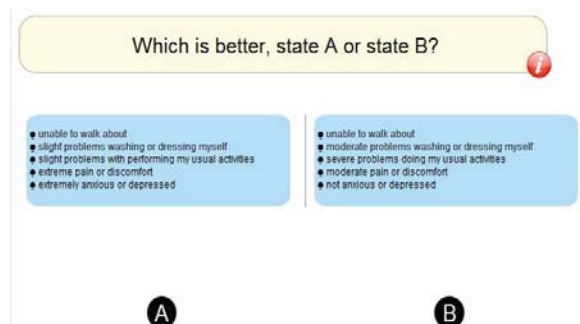 Which is better, state A or state B?
i
unable to walk about
slight problems washing or dressing myself
slight problems with performing my usual activities
extreme pain or discomfort
extremely anxious or depressed
unable to walk about
moderate problems washing or dressing myself
severe problems doing my usual activities
moderate pain or discomfort
not anxious or depressed
A
B